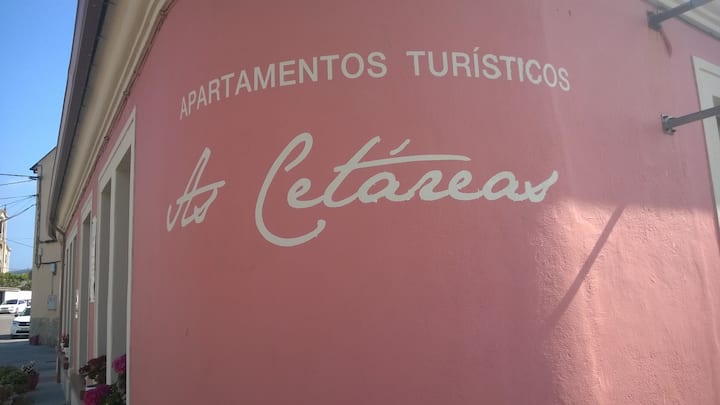 APARTAMENTOS TURÍSTICOS
As Cetáreas